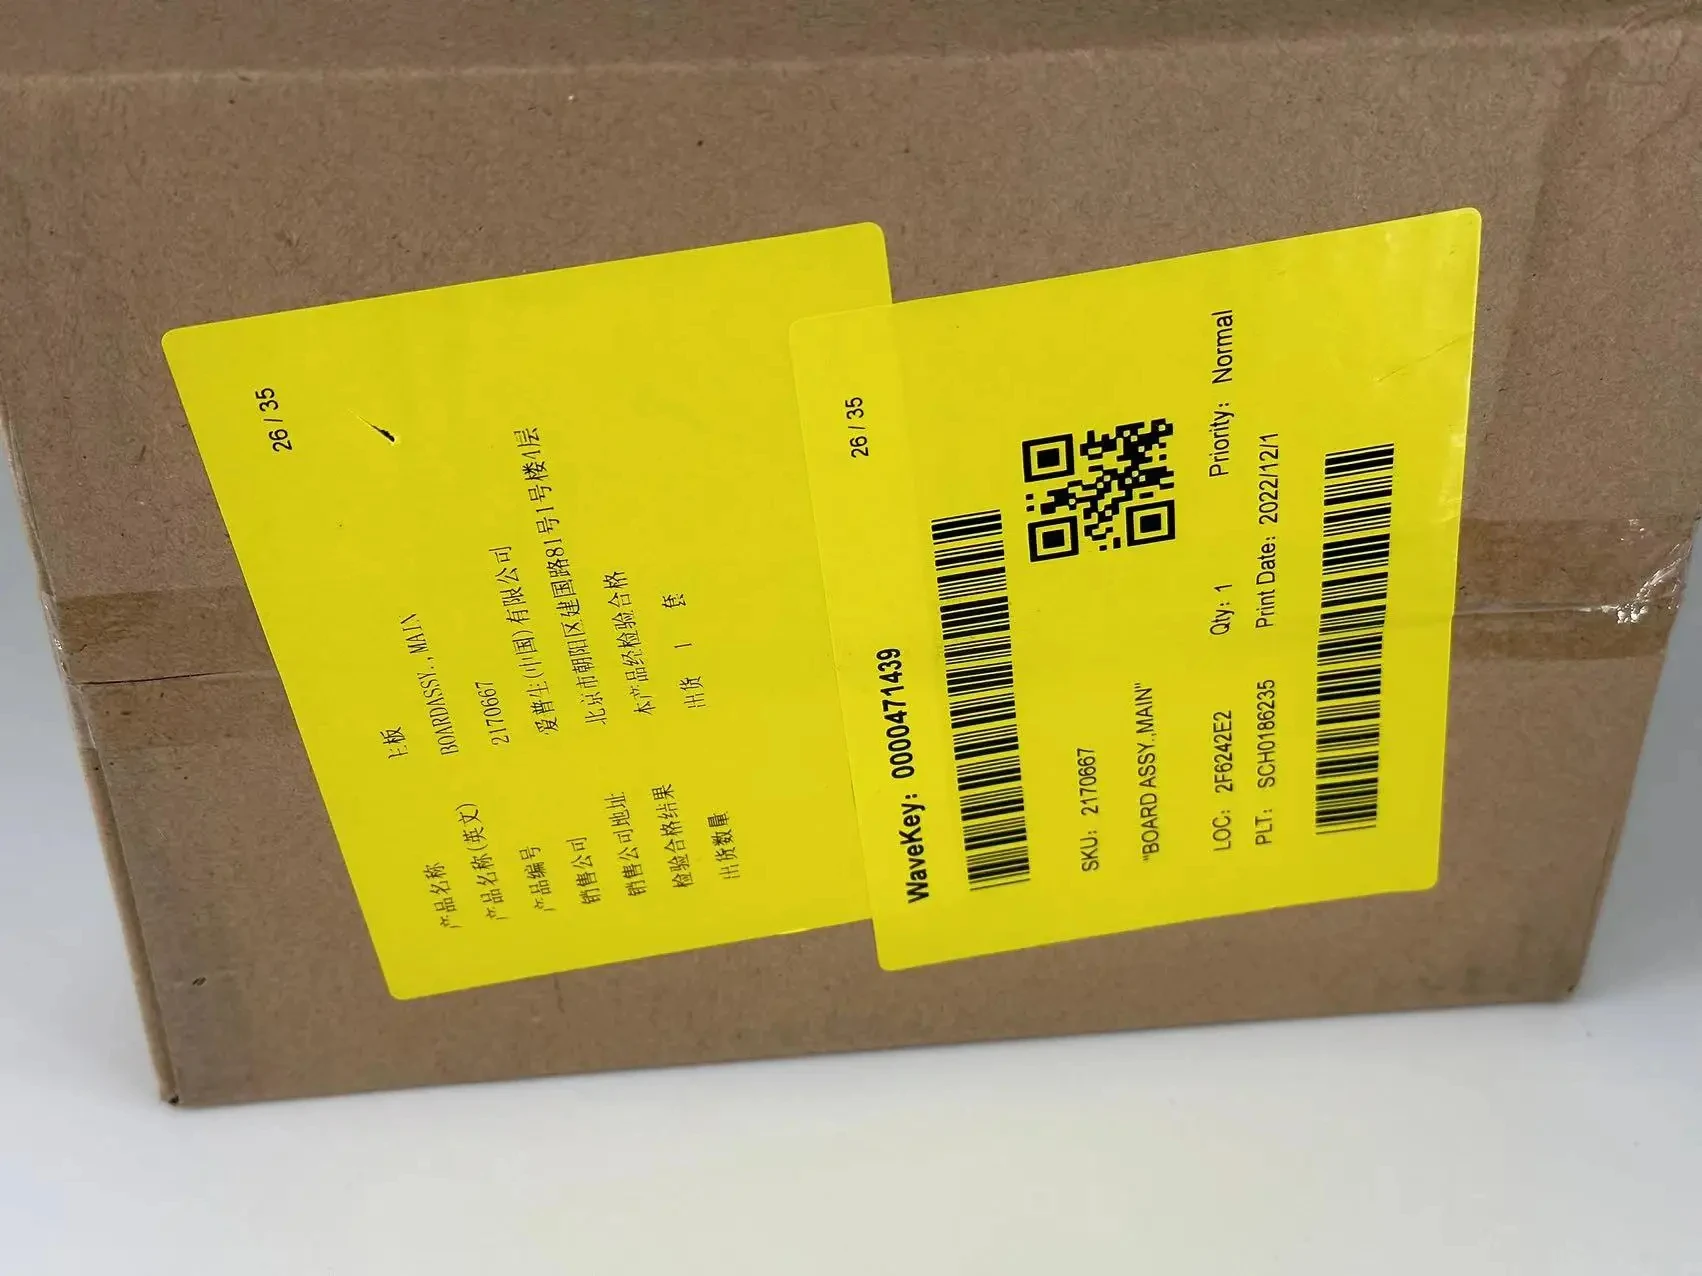 26 / 35
产品名称 主板
产品名称(英文) BOARDASSY.,MAIN
产品编号 2170667
销售公司 爱普生(中国)有限公司
销售公司地址 北京市朝阳区建国路81号1号楼4层
检验合格结果 本产品经检验合格
出货数量 出货 1 套
26 / 35
WaveKey: 0000471439
SKU: 2170667
"BOARD ASSY.,MAIN"
LOC: 2F6242E2 Qty: 1 Priority: Normal
PLT: SCH0186235 Print Date: 2022/12/1